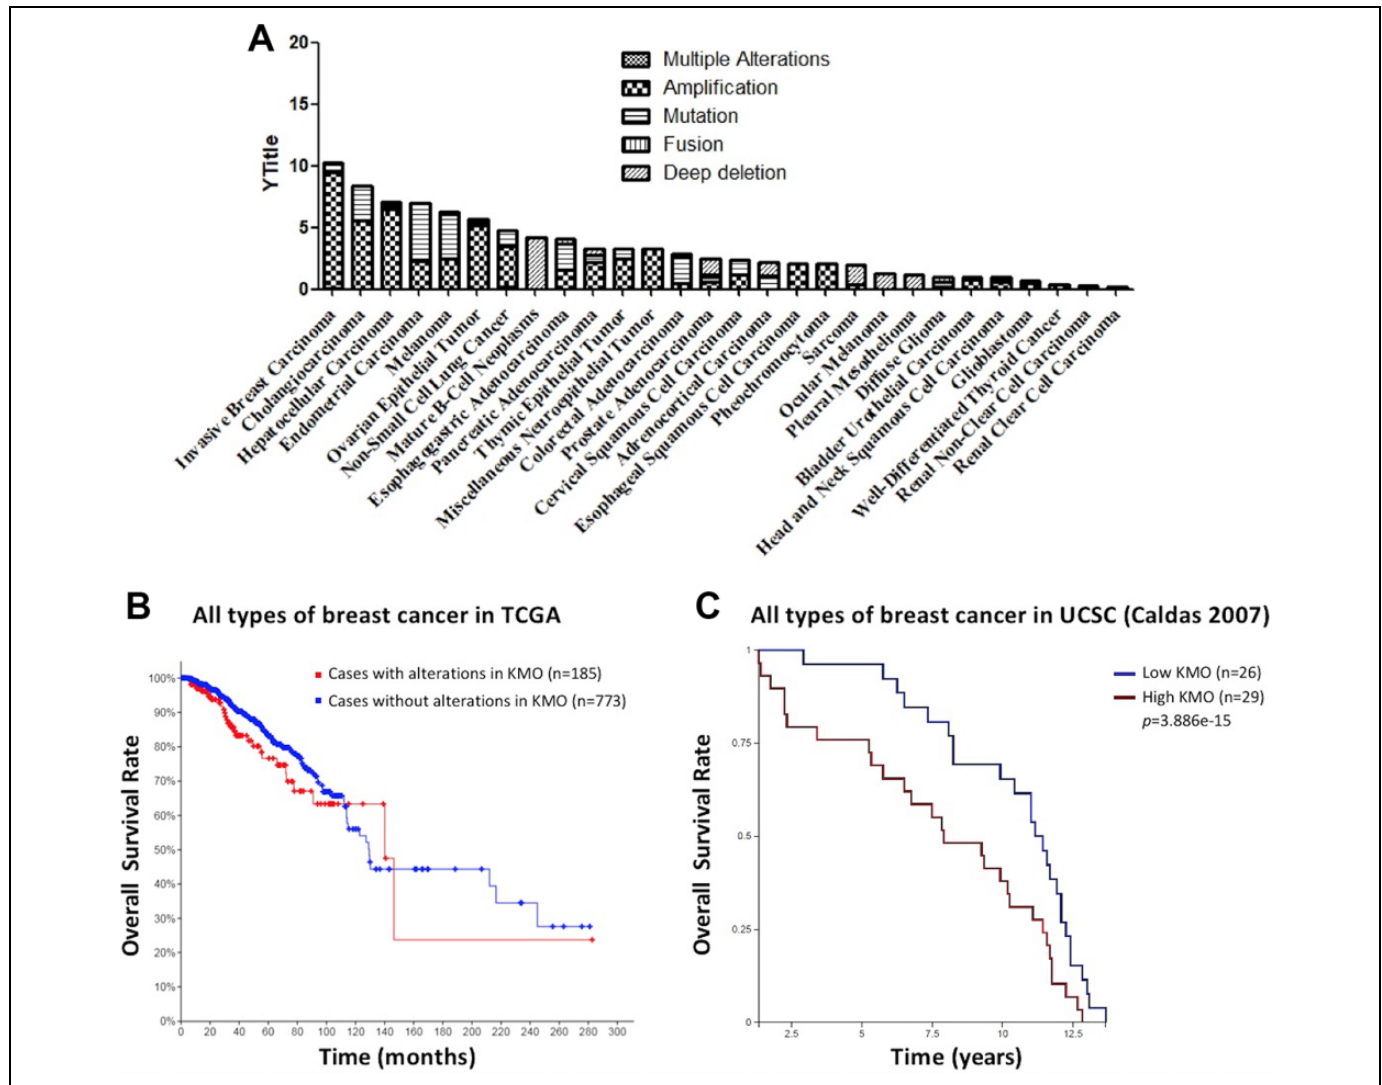 A
20
15
10
5
0
YTitle
Multiple Alterations
Amplification
Mutation
Fusion
Deep deletion
Invasive Breast Carcinoma
Cholangiocarcinoma
Hepatocellular Carcinoma
Endometrial Carcinoma
Melanoma
Ovarian Epithelial Tumor
Non-Small Cell Lung Cancer
Mature B-Cell Neoplasms
Esophagogastric Adenocarcinoma
Pancreatic Adenocarcinoma
Thymic Epithelial Tumor
Miscellaneous Neuroepithelial Tumor
Colorectal Adenocarcinoma
Prostate Adenocarcinoma
Cervical Squamous Cell Carcinoma
Adrenocortical Carcinoma
Esophageal Squamous Cell Carcinoma
Pheochromocytoma
Sarcoma
Ocular Melanoma
Pleural Mesothelioma
Diffuse Glioma
Bladder Urothelial Carcinoma
Head and Neck Squamous Cell Carcinoma
Glioblastoma
Well-Differentiated Thyroid Cancer
Renal Non-Clear Cell Carcinoma
Renal Clear Cell Carcinoma
B
All types of breast cancer in TCGA
Cases with alterations in KMO (n=185)
Cases without alterations in KMO (n=773)
100%
90%
80%
70%
60%
50%
40%
30%
20%
10%
0%
Overall Survival Rate
0 20 40 60 80 100 120 140 160 180 200 220 240 260 280 300
Time (months)
C
All types of breast cancer in UCSC (Caldas 2007)
Low KMO (n=26)
High KMO (n=29)
p=3.886e-15
1
0.75
0.5
0.25
0
Overall Survival Rate
2.5 5 7.5 10 12.5
Time (years)